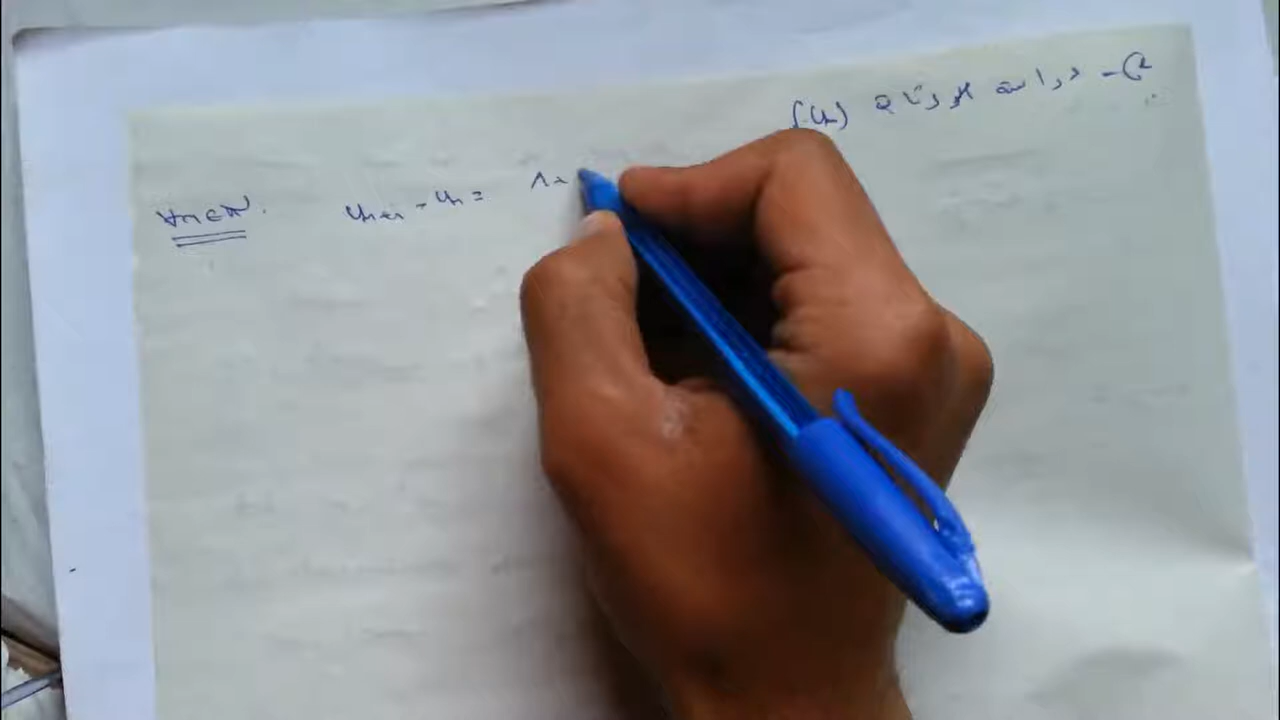 2 - دراسة رتابة (Uₙ)
∀n∈ℕ. Uₙ₊₁ - Uₙ = 1+